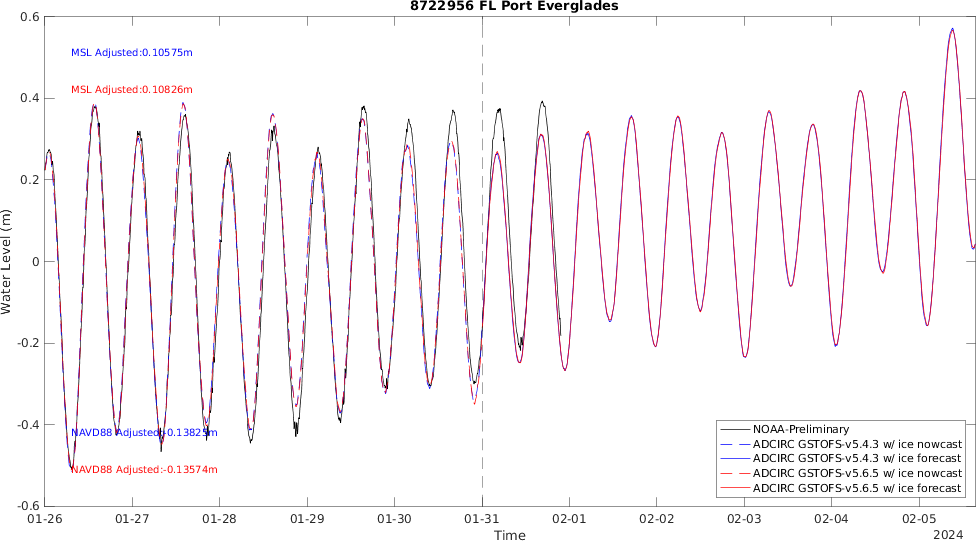 8722956 FL Port Everglades
0.6
MSL Adjusted:0.10575m
MSL Adjusted:0.10826m
0.4
0.2
0
-0.2
-0.4
-0.6
Water Level (m)
NAVD88 Adjusted:-0.13825m
NAVD88 Adjusted:-0.13574m
NOAA-Preliminary
ADCIRC GSTOFS-v5.4.3 w/ ice nowcast
ADCIRC GSTOFS-v5.4.3 w/ ice forecast
ADCIRC GSTOFS-v5.6.5 w/ ice nowcast
ADCIRC GSTOFS-v5.6.5 w/ ice forecast
01-26 01-27 01-28 01-29 01-30 01-31 02-01 02-02 02-03 02-04 02-05
Time
2024